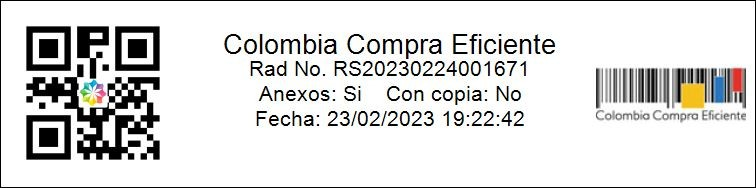 Colombia Compra Eficiente
Rad No. RS20230224001671
Anexos: Si Con copia: No
Fecha: 23/02/2023 19:22:42
Colombia Compra Eficiente